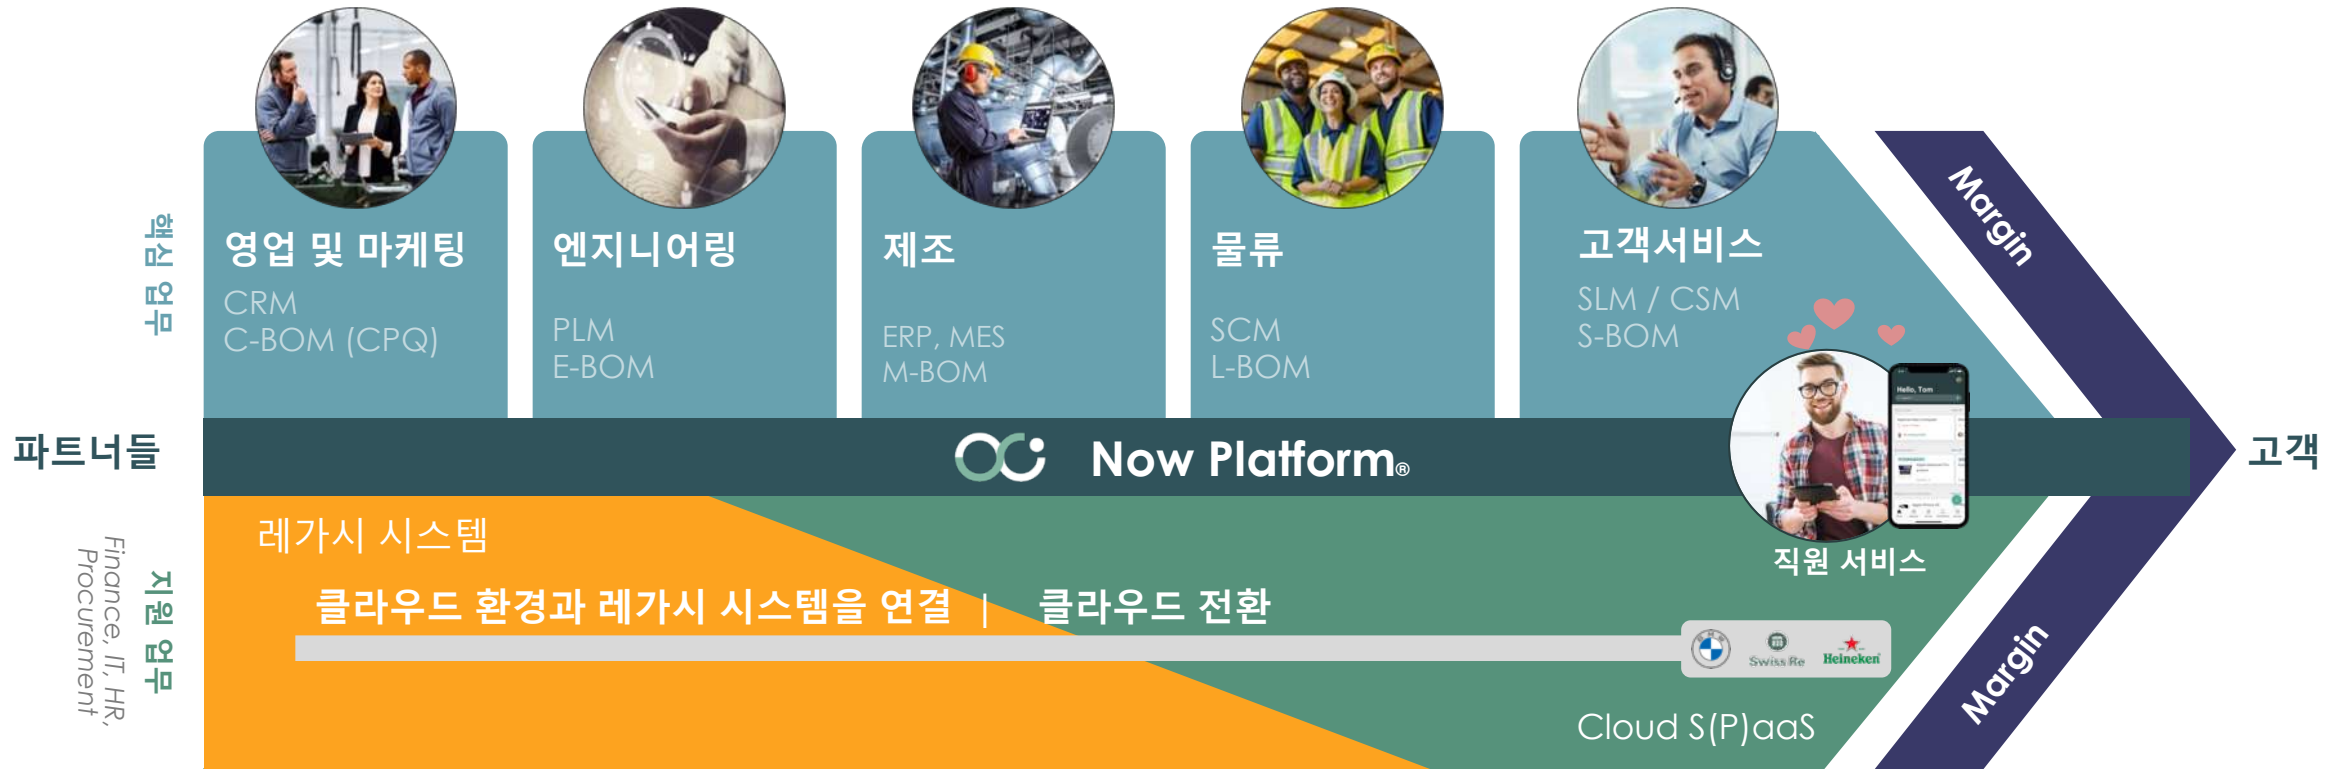 핵심 업무
영업 및 마케팅
CRM
C-BOM (CPQ)
엔지니어링
PLM
E-BOM
제조
ERP, MES
M-BOM
물류
SCM
L-BOM
고객서비스
SLM / CSM
S-BOM
Margin
파트너들
Now Platform®
Hello, Tom
고객
직원 서비스
지원 업무
Finance, IT, HR,
Procurement
레가시 시스템
클라우드 환경과 레가시 시스템을 연결 | 클라우드 전환
BMW
Swiss Re
Heineken
Cloud S(P)aaS
Margin